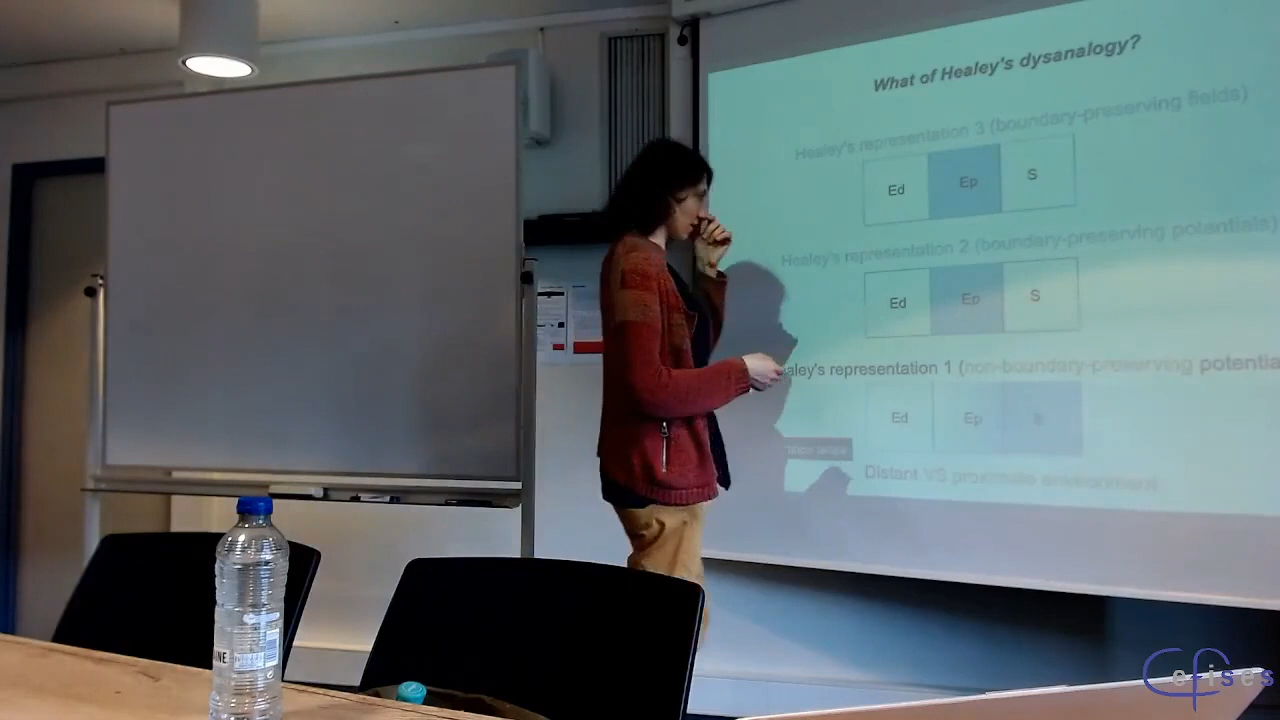 What of Healey's dysanalogy?
Healey's representation 3 (boundary-preserving fields)
Ed Ep S
Healey's representation 2 (boundary-preserving potentials)
Ed Ep S
aley's representation 1 (non-boundary-preserving potentia
Ed Ep S
Distant VS proximate environment
Cefises